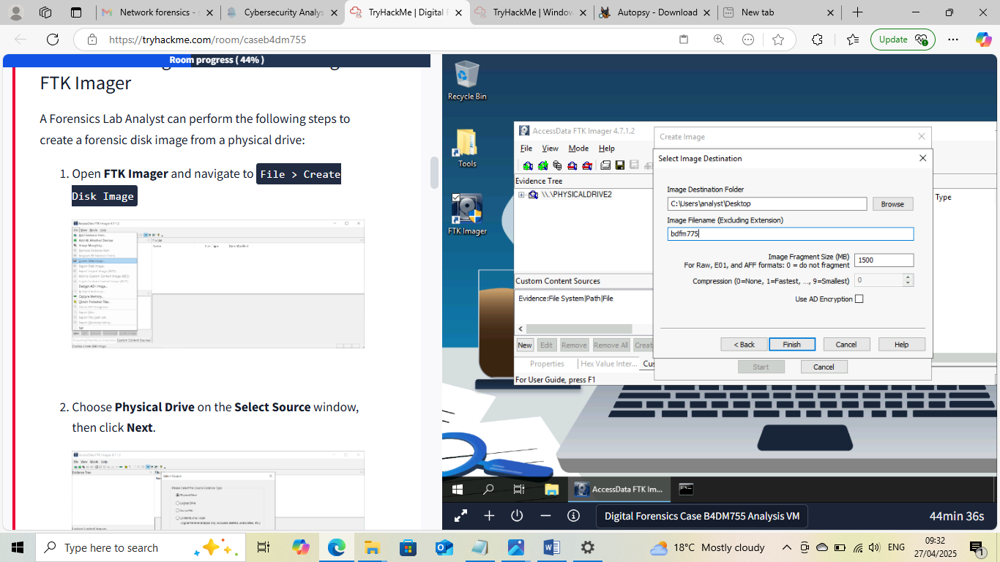 Network forensics - s
Cybersecurity Analys
TryHackMe | Digital F
TryHackMe | Window
Autopsy - Download
New tab
https://tryhackme.com/room/caseb4dm755
Update
Room progress ( 44% )
FTK Imager
A Forensics Lab Analyst can perform the following steps to
create a forensic disk image from a physical drive:
1. Open FTK Imager and navigate to File > Create
Disk Image
2. Choose Physical Drive on the Select Source window,
then click Next.
Recycle Bin
Tools
FTK Imager
AccessData FTK Imager 4.7.1.2
File View Mode Help
Evidence Tree
\\.\PHYSICALDRIVE2
Custom Content Sources
Evidence:File System|Path|File
New Edit Remove Remove All Creat
Properties Hex Value Inter... Cus
For User Guide, press F1
Type
Create Image
Select Image Destination
Image Destination Folder
C:\Users\analyst\Desktop
Browse
Image Filename (Excluding Extension)
bdfm775
Image Fragment Size (MB)
For Raw, E01, and AFF formats: 0 = do not fragment
1500
Compression (0=None, 1=Fastest, ..., 9=Smallest)
0
Use AD Encryption
< Back Finish Cancel Help
Start Cancel
AccessData FTK Im...
Digital Forensics Case B4DM755 Analysis VM
44min 36s
Type here to search
18°C Mostly cloudy
ENG
09:32
27/04/2025
1